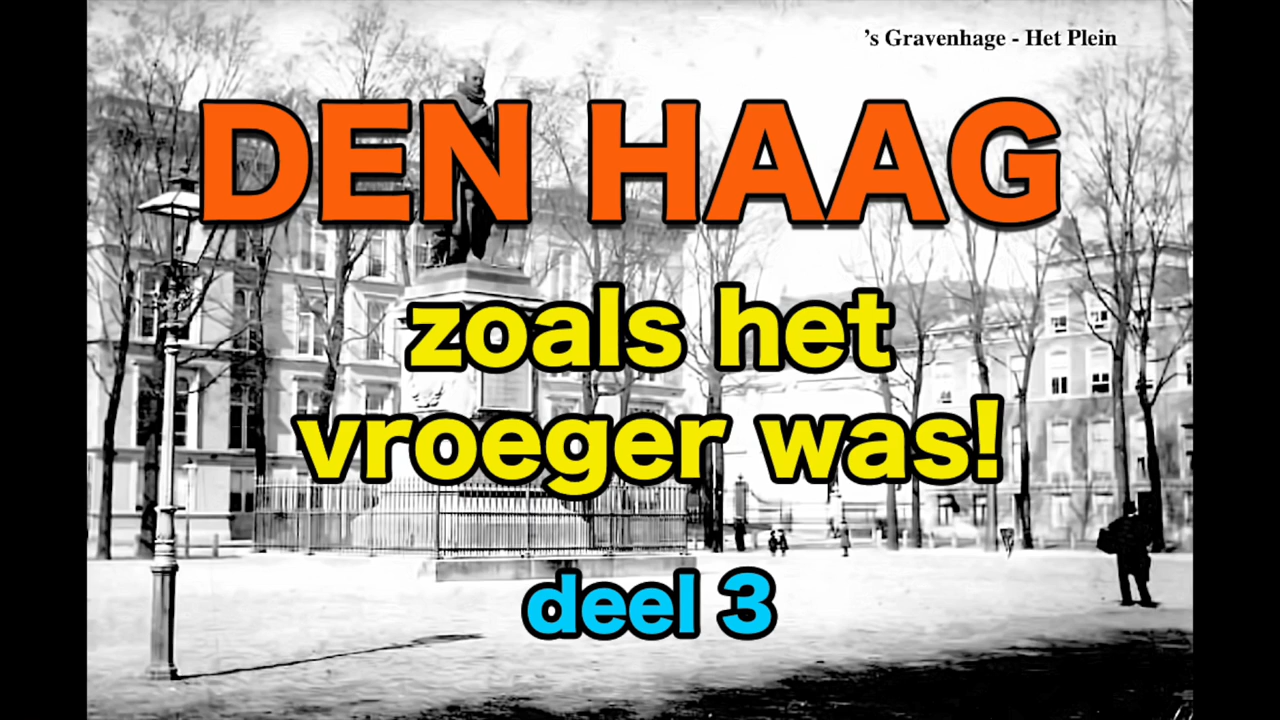 ’s Gravenhage - Het Plein
DEN HAAG
zoals het
vroeger was!
deel 3